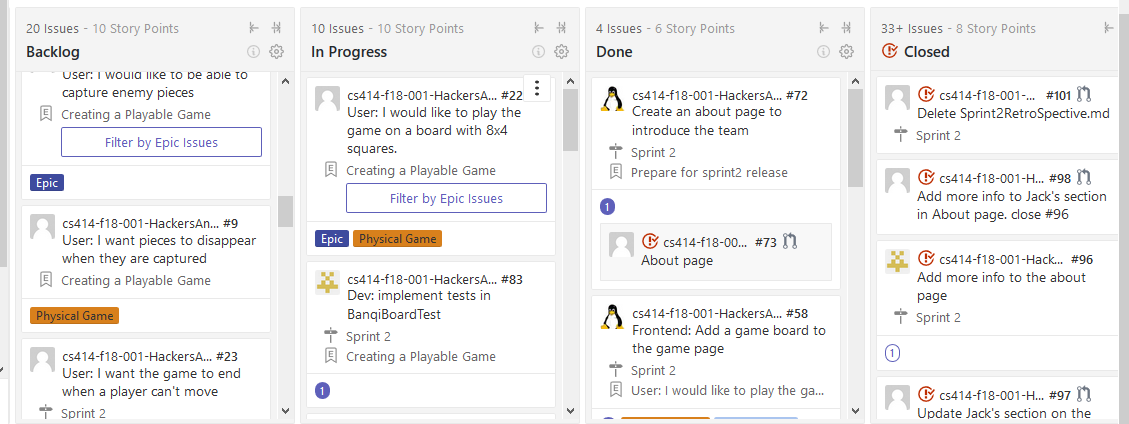 20 Issues - 10 Story Points
Backlog
User: I would like to be able to
capture enemy pieces
Creating a Playable Game
Filter by Epic Issues
Epic
cs414-f18-001-HackersAn... #9
User: I want pieces to disappear
when they are captured
Creating a Playable Game
Physical Game
cs414-f18-001-HackersA... #23
User: I want the game to end
when a player can't move
Sprint 2
10 Issues - 10 Story Points
In Progress
cs414-f18-001-HackersA... #22
User: I would like to play the
game on a board with 8x4
squares.
Creating a Playable Game
Filter by Epic Issues
Epic
Physical Game
cs414-f18-001-HackersA... #83
Dev: implement tests in
BanqiBoardTest
Sprint 2
Creating a Playable Game
1
4 Issues - 6 Story Points
Done
cs414-f18-001-HackersA... #72
Create an about page to
introduce the team
Sprint 2
Prepare for sprint2 release
1
cs414-f18-00... #73
About page
cs414-f18-001-HackersA... #58
Frontend: Add a game board to
the game page
Sprint 2
User: I would like to play the ga...
33+ Issues - 8 Story Points
Closed
cs414-f18-001-... #101
Delete Sprint2RetroSpective.md
Sprint 2
cs414-f18-001-H... #98
Add more info to Jack's section
in About page. close #96
cs414-f18-001-Hack... #96
Add more info to the about
page
Sprint 2
1
cs414-f18-001-H... #97
Update Jack's section on the